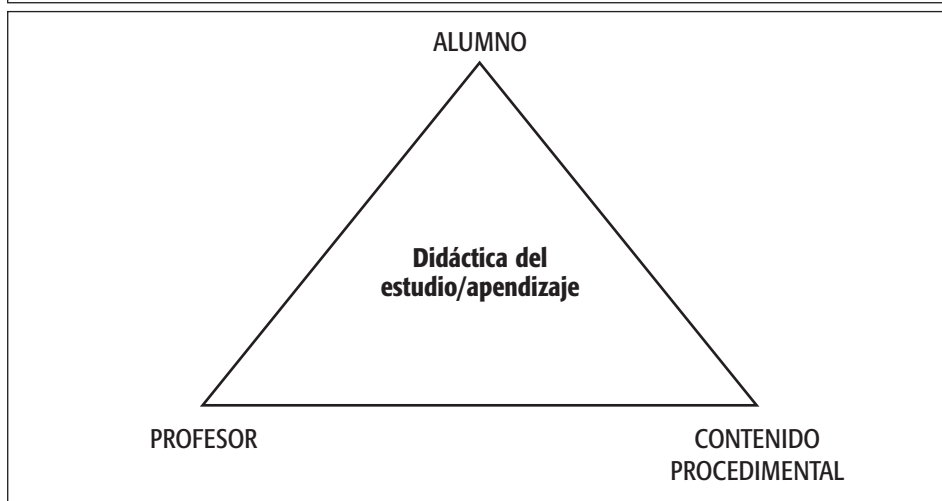 ALUMNO
Didáctica del
estudio/apendizaje
PROFESOR
CONTENIDO
PROCEDIMENTAL